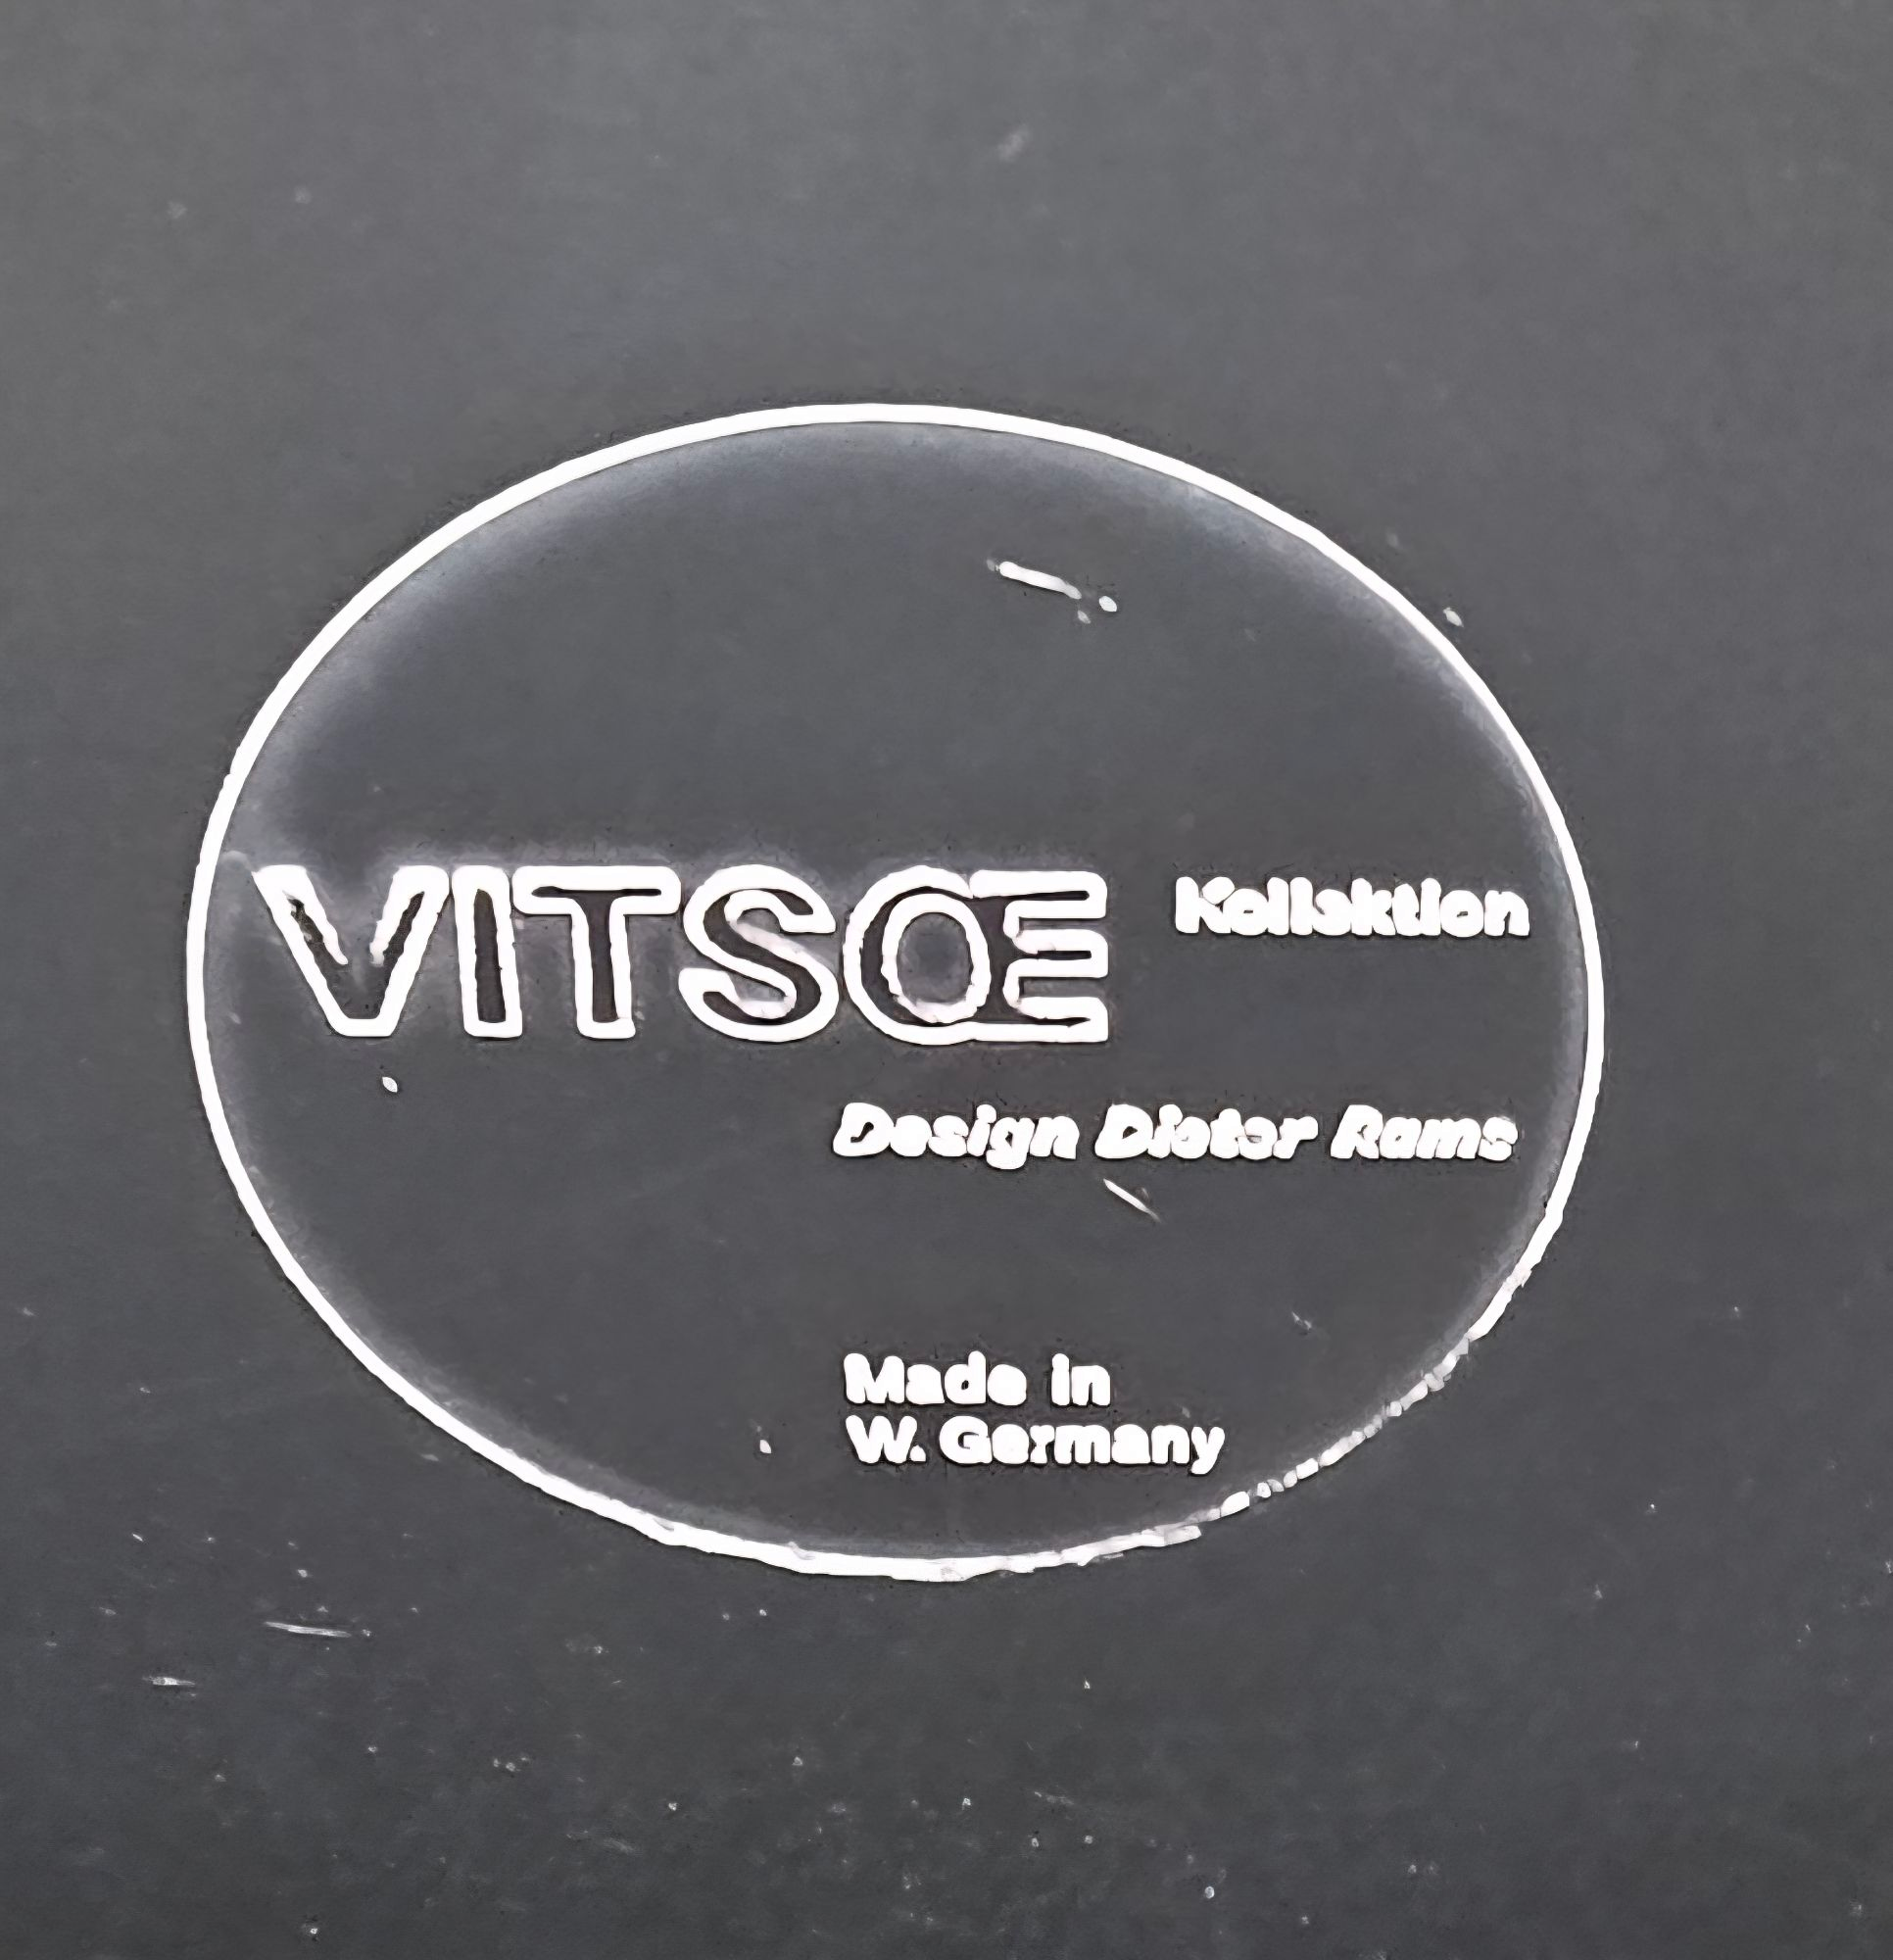 VITSŒ Kollektion
Design Dieter Rams
Made in
W. Germany